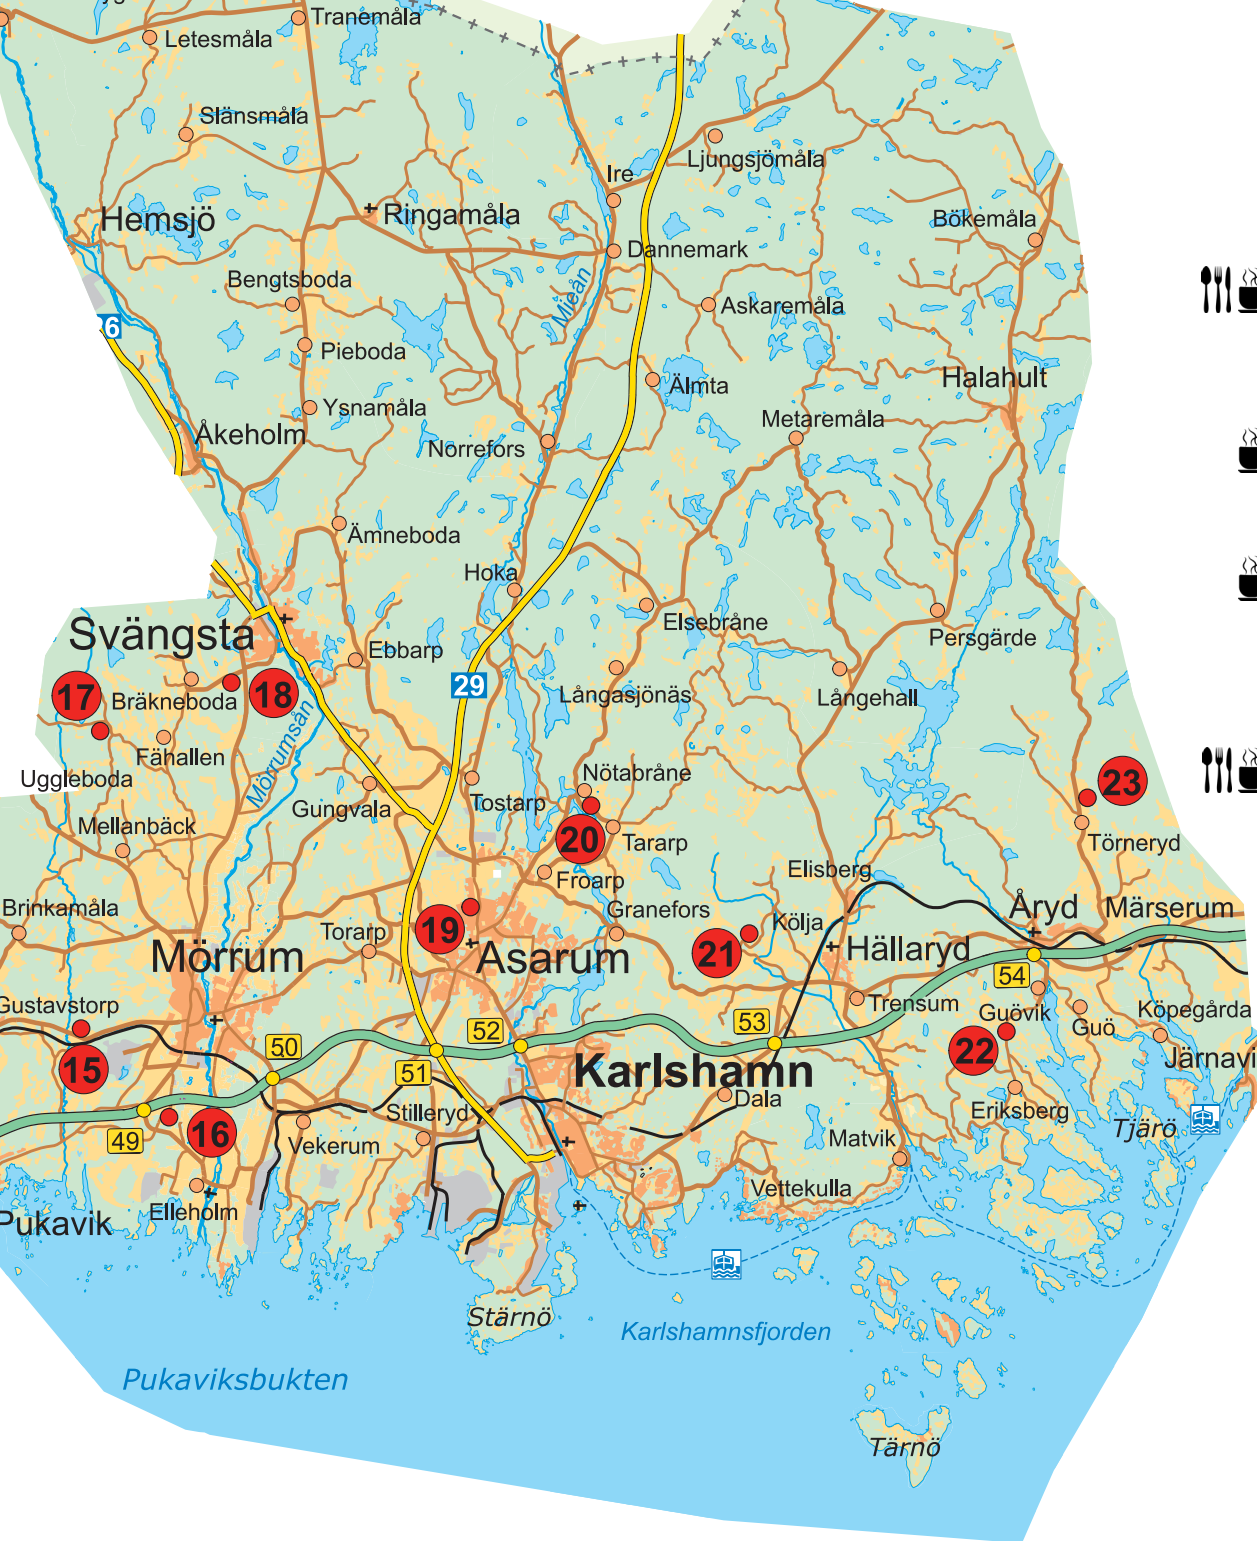 Tranemåla
Letesmåla
Slänsmåla
Ljungsjömåla
Ire
Hemsjö
Ringamåla
Bökemåla
Dannemark
Bengtsboda
Mieån
Askaremåla
6
Pieboda
Älmta
Halahult
Ysnamåla
Metaremåla
Åkeholm
Norrefors
Ämneboda
Hoka
Elsebråne
Svängsta
Persgärde
Ebbarp
29
17
Bräkneboda
18
Långasjönäs
Långehall
Mörrumsån
Fähallen
Uggleboda
Nötabråne
23
Gungvala
Tostarp
Mellanbäck
20
Tararp
Törneryd
Elisberg
Froarp
Brinkamåla
Granefors
Åryd
Märserum
19
Torarp
Kölja
Mörrum
Asarum
21
Hällaryd
54
Gustavstorp
Trensum
Guövik
Guö
Köpegårda
52
53
50
22
Järnavi
15
51
Karlshamn
Dala
Stilleryd
Eriksberg
49
16
Vekerum
Matvik
Tjärö
Vettekulla
Elleholm
Pukavik
Stärnö
Karlshamnsfjorden
Pukaviksbukten
Tärnö